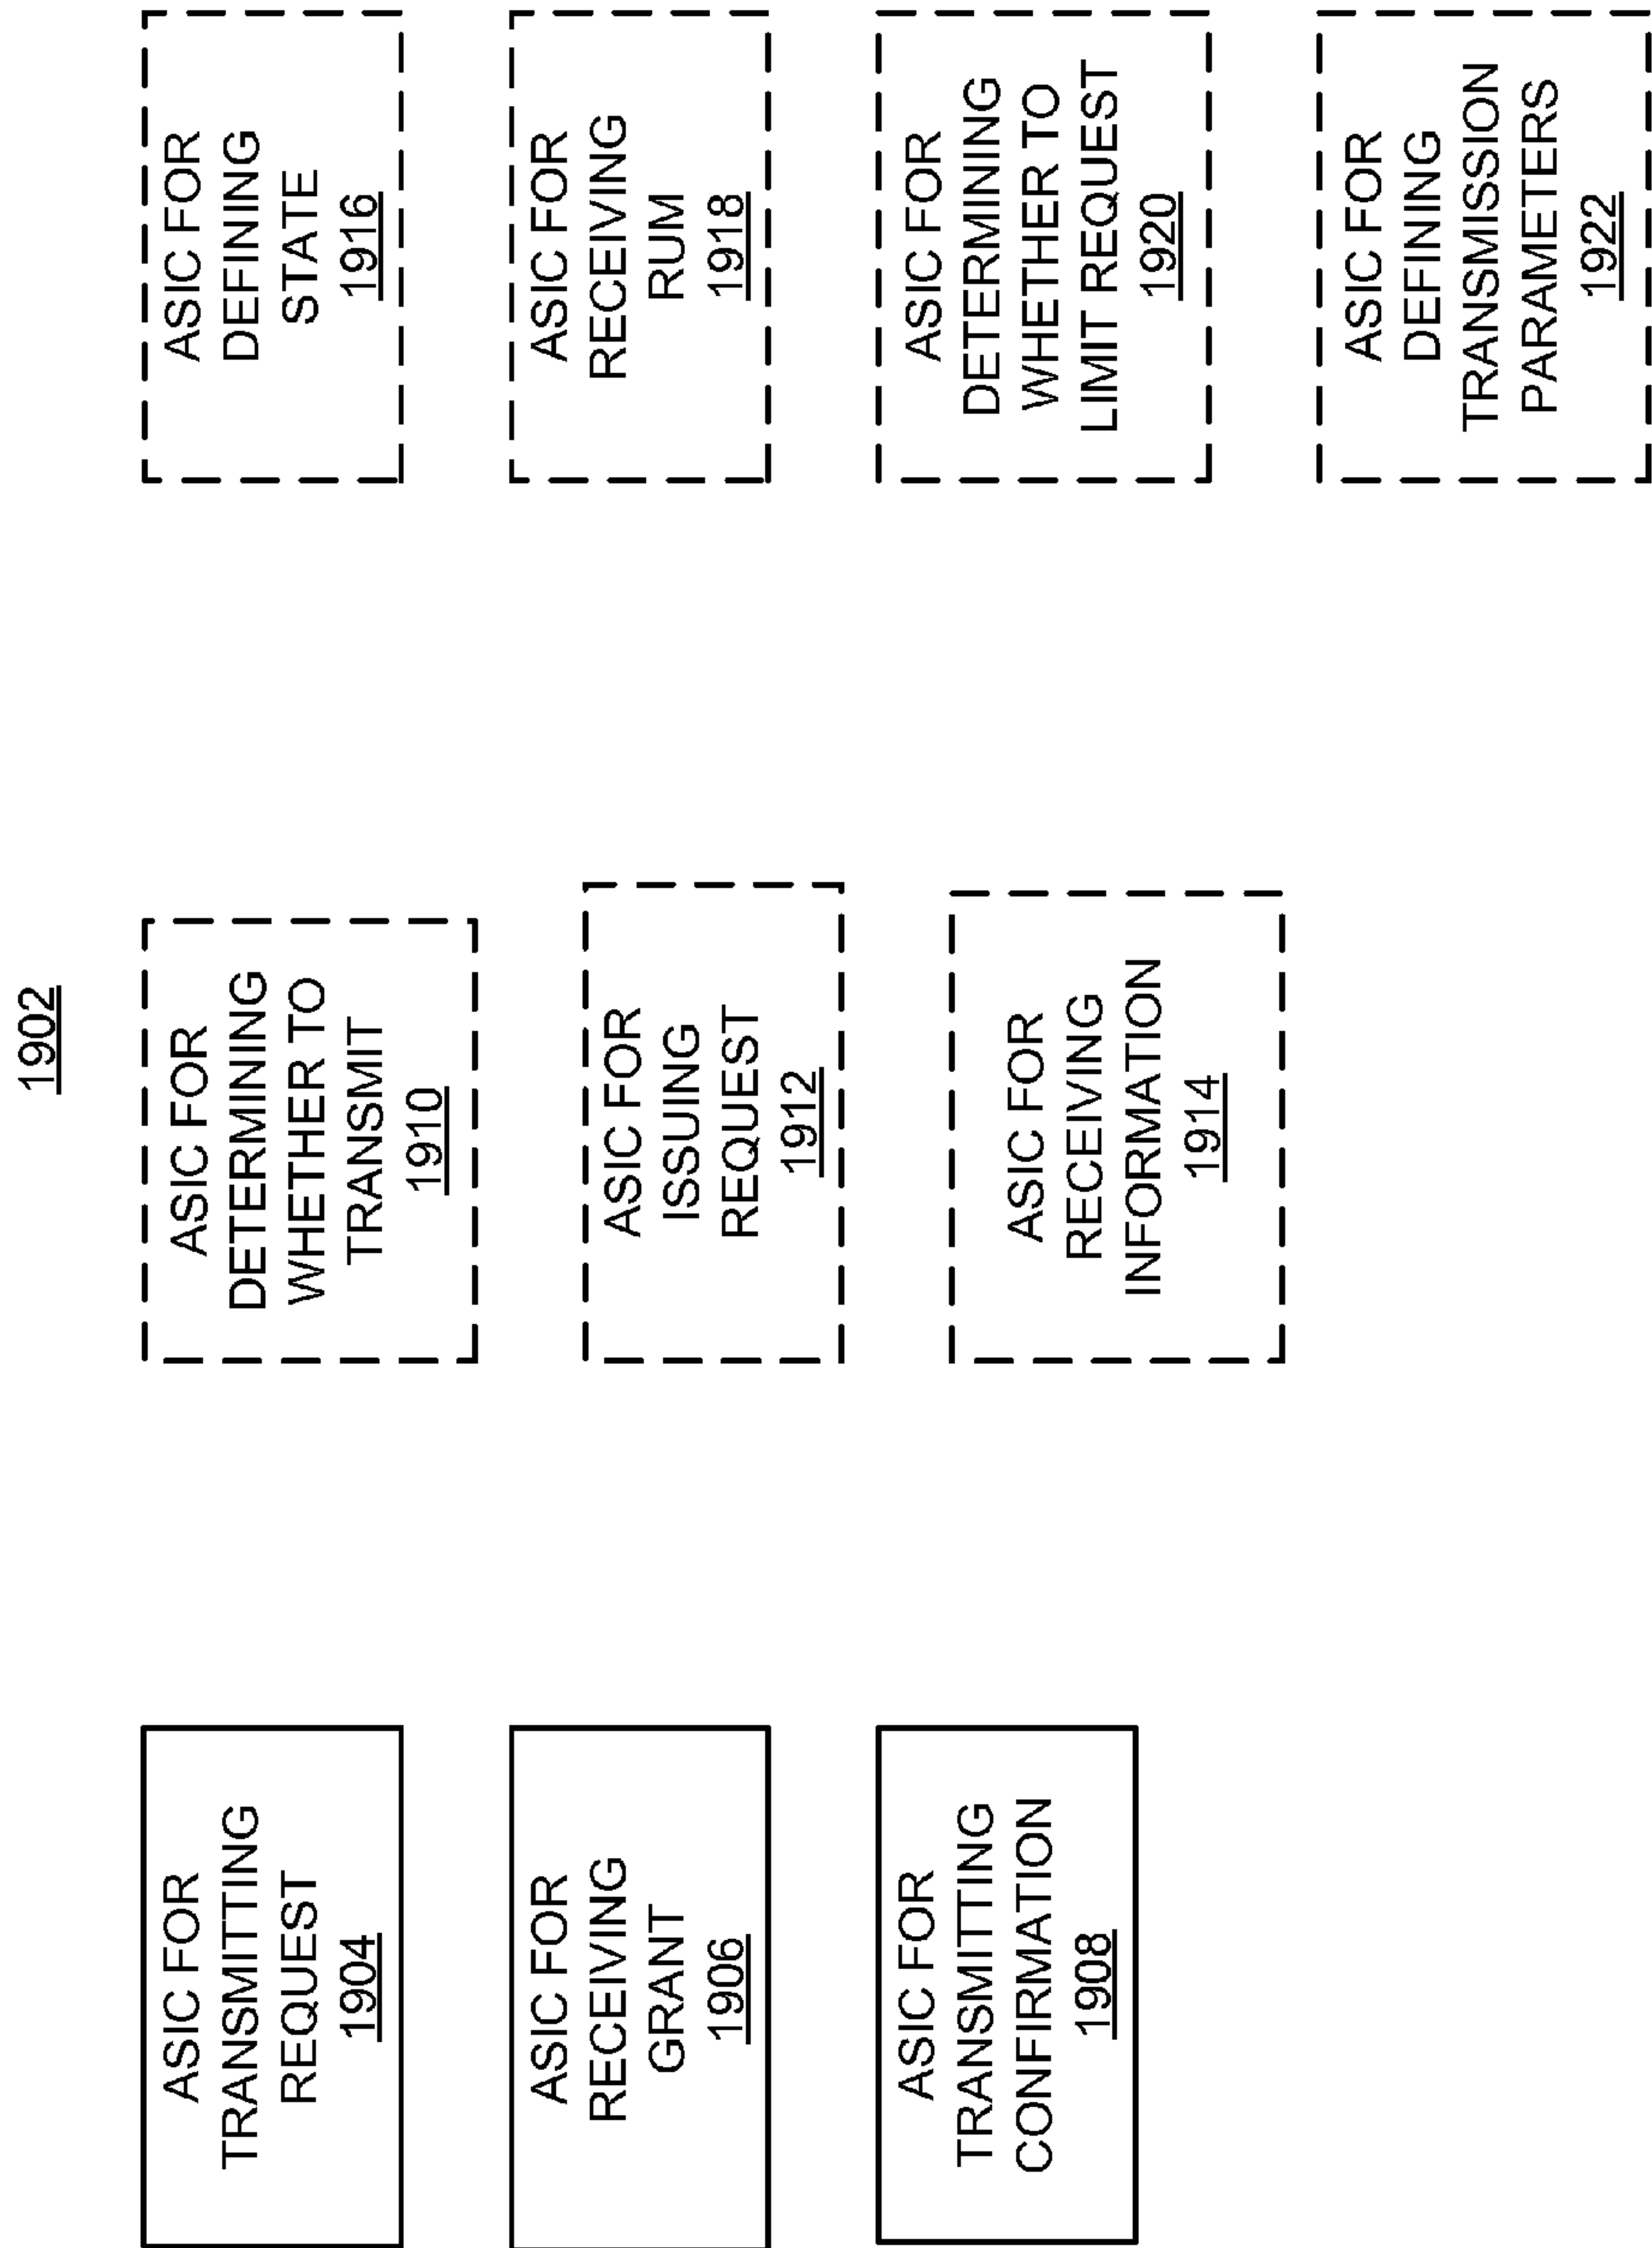 1902
ASIC FOR
TRANSMITTING
REQUEST
1904
ASIC FOR
RECEIVING
GRANT
1906
ASIC FOR
TRANSMITTING
CONFIRMATION
1908
ASIC FOR
DETERMINING
WHETHER TO
TRANSMIT
1910
ASIC FOR
ISSUING
REQUEST
1912
ASIC FOR
RECEIVING
INFORMATION
1914
ASIC FOR
DEFINING
STATE
1916
ASIC FOR
RECEIVING
RUM
1918
ASIC FOR
DETERMINING
WHETHER TO
LIMIT REQUEST
1920
ASIC FOR
DEFINING
TRANSMISSION
PARAMETERS
1922